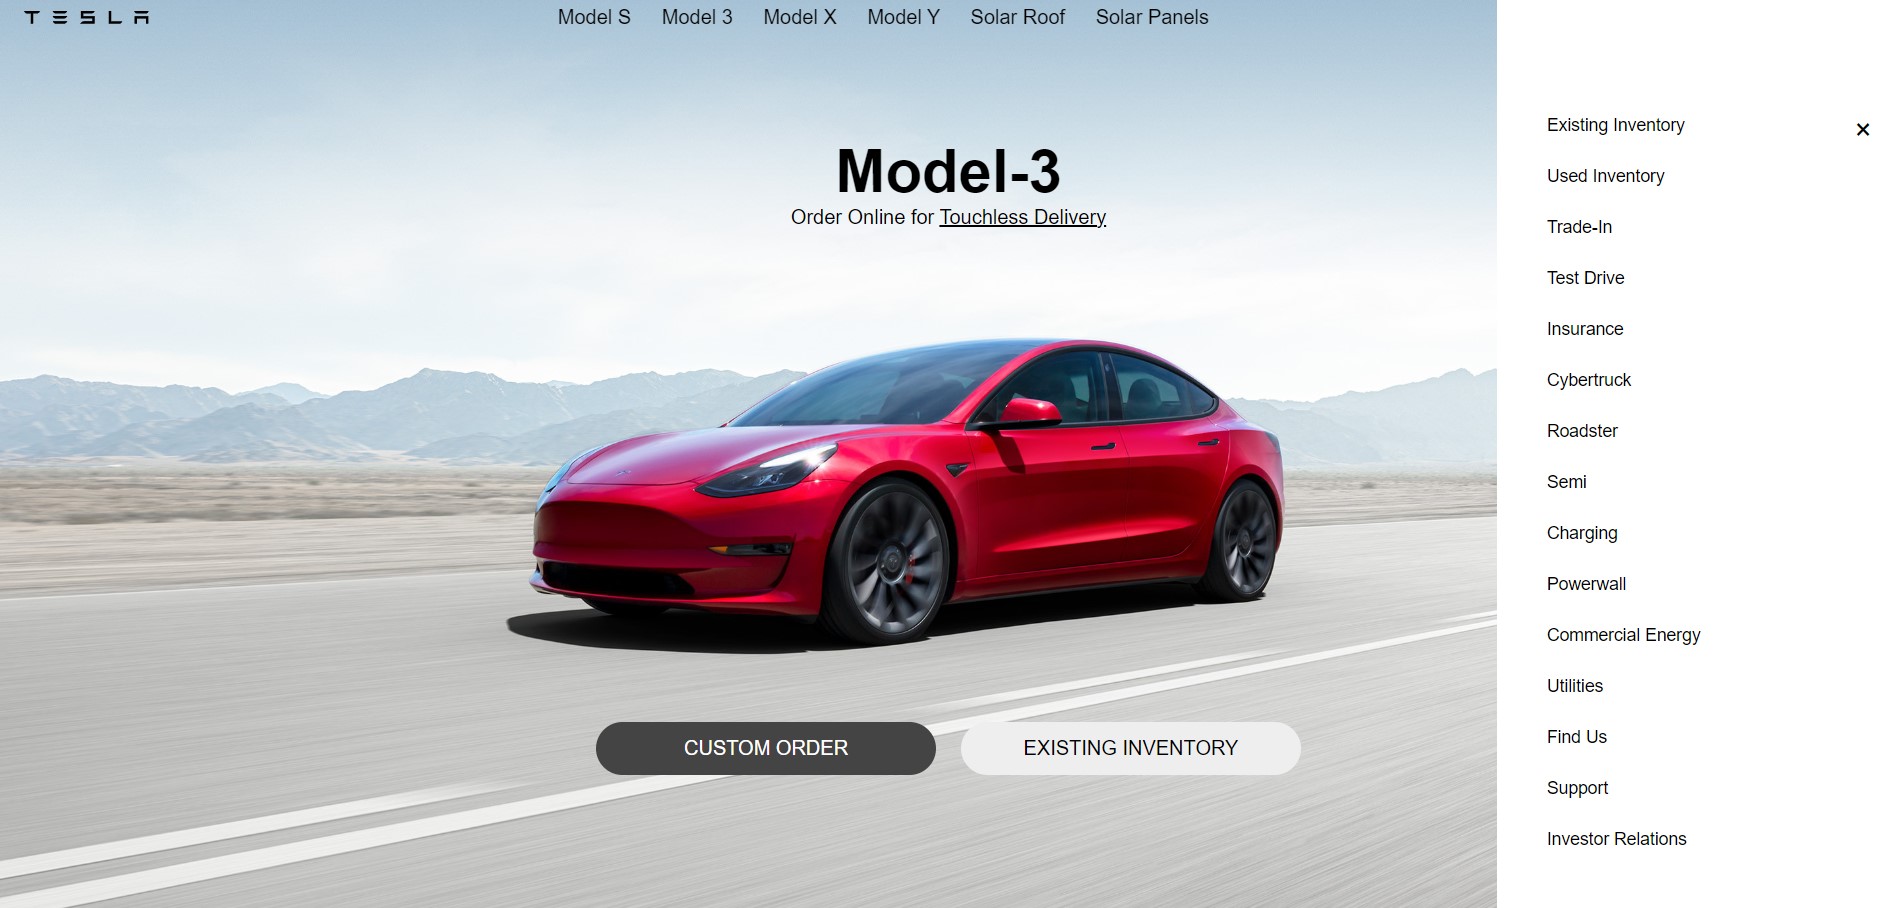 TESLA
Model S Model 3 Model X Model Y Solar Roof Solar Panels
Model-3
Order Online for Touchless Delivery
CUSTOM ORDER
EXISTING INVENTORY
Existing Inventory
×
Used Inventory
Trade-In
Test Drive
Insurance
Cybertruck
Roadster
Semi
Charging
Powerwall
Commercial Energy
Utilities
Find Us
Support
Investor Relations